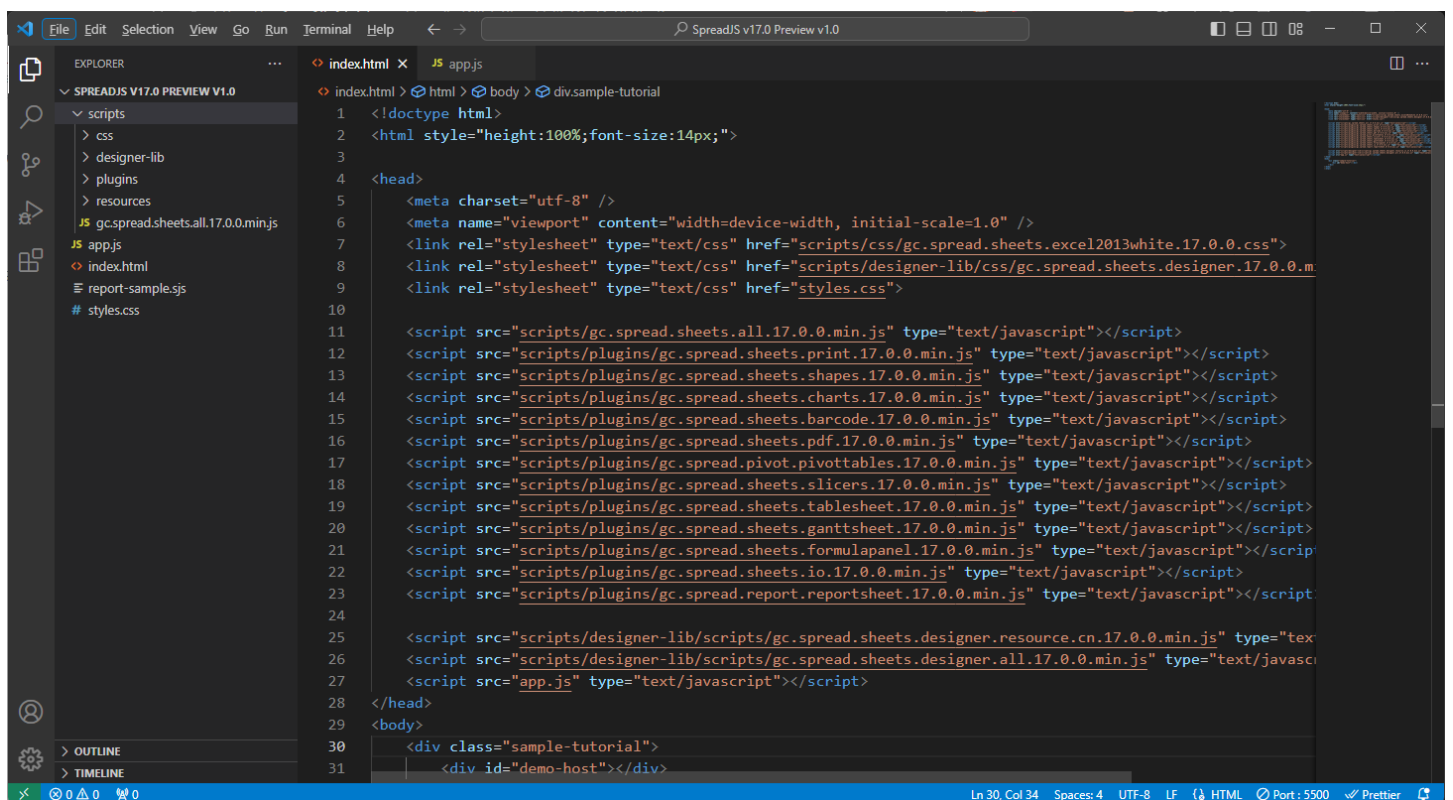 File Edit Selection View Go Run Terminal Help SpreadJS v17.0 Preview v1.0
EXPLORER
SPREADJS V17.0 PREVIEW V1.0
scripts
css
designer-lib
plugins
resources
JS gc.spread.sheets.all.17.0.0.min.js
JS app.js
index.html
report-sample.sjs
# styles.css
OUTLINE
TIMELINE
index.html JS app.js
index.html > html > body > div.sample-tutorial
1 <!doctype html>
2 <html style="height:100%;font-size:14px;">
3
4 <head>
5 <meta charset="utf-8" />
6 <meta name="viewport" content="width=device-width, initial-scale=1.0" />
7 <link rel="stylesheet" type="text/css" href="scripts/css/gc.spread.sheets.excel2013white.17.0.0.css">
8 <link rel="stylesheet" type="text/css" href="scripts/designer-lib/css/gc.spread.sheets.designer.17.0.0.m
9 <link rel="stylesheet" type="text/css" href="styles.css">
10
11 <script src="scripts/gc.spread.sheets.all.17.0.0.min.js" type="text/javascript"></script>
12 <script src="scripts/plugins/gc.spread.sheets.print.17.0.0.min.js" type="text/javascript"></script>
13 <script src="scripts/plugins/gc.spread.sheets.shapes.17.0.0.min.js" type="text/javascript"></script>
14 <script src="scripts/plugins/gc.spread.sheets.charts.17.0.0.min.js" type="text/javascript"></script>
15 <script src="scripts/plugins/gc.spread.sheets.barcode.17.0.0.min.js" type="text/javascript"></script>
16 <script src="scripts/plugins/gc.spread.sheets.pdf.17.0.0.min.js" type="text/javascript"></script>
17 <script src="scripts/plugins/gc.spread.pivot.pivottables.17.0.0.min.js" type="text/javascript"></script>
18 <script src="scripts/plugins/gc.spread.sheets.slicers.17.0.0.min.js" type="text/javascript"></script>
19 <script src="scripts/plugins/gc.spread.sheets.tablesheet.17.0.0.min.js" type="text/javascript"></script>
20 <script src="scripts/plugins/gc.spread.sheets.ganttsheet.17.0.0.min.js" type="text/javascript"></script>
21 <script src="scripts/plugins/gc.spread.sheets.formulapanel.17.0.0.min.js" type="text/javascript"></scrip
22 <script src="scripts/plugins/gc.spread.sheets.io.17.0.0.min.js" type="text/javascript"></script>
23 <script src="scripts/plugins/gc.spread.report.reportsheet.17.0.0.min.js" type="text/javascript"></script
24
25 <script src="scripts/designer-lib/scripts/gc.spread.sheets.designer.resource.cn.17.0.0.min.js" type="tex
26 <script src="scripts/designer-lib/scripts/gc.spread.sheets.designer.all.17.0.0.min.js" type="text/javasc
27 <script src="app.js" type="text/javascript"></script>
28 </head>
29 <body>
30 <div class="sample-tutorial">
31 <div id="demo-host"></div>
0 0 0 Ln 30, Col 34 Spaces: 4 UTF-8 LF HTML Port : 5500 Prettier